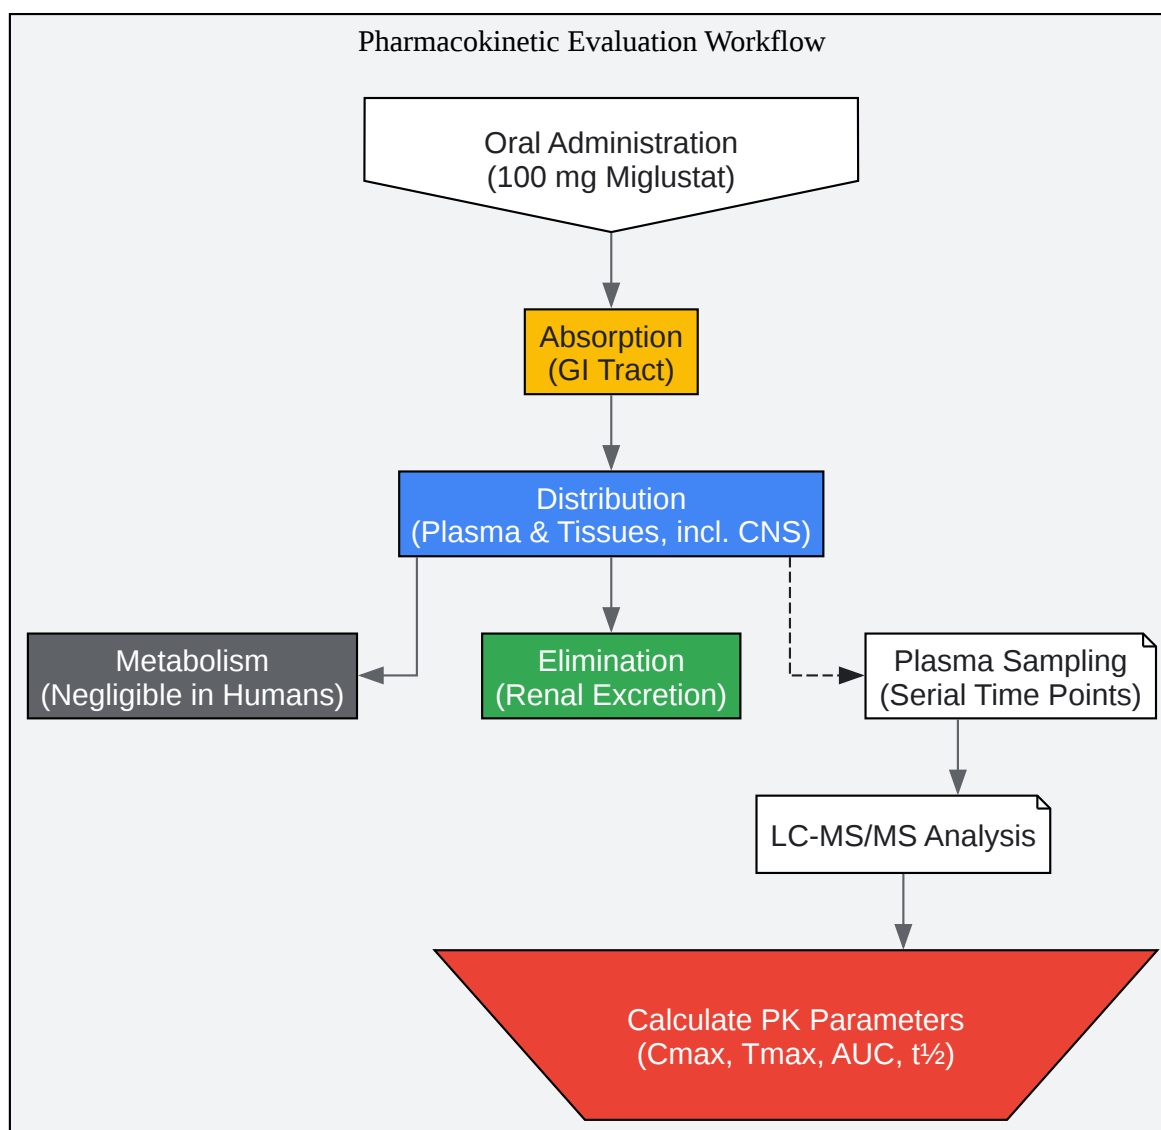 Pharmacokinetic Evaluation Workflow
Oral Administration
(100 mg Miglustat)
Absorption
(GI Tract)
Distribution
(Plasma & Tissues, incl. CNS)
Metabolism
(Negligible in Humans)
Elimination
(Renal Excretion)
Plasma Sampling
(Serial Time Points)
LC-MS/MS Analysis
Calculate PK Parameters
(Cmax, Tmax, AUC, t½)